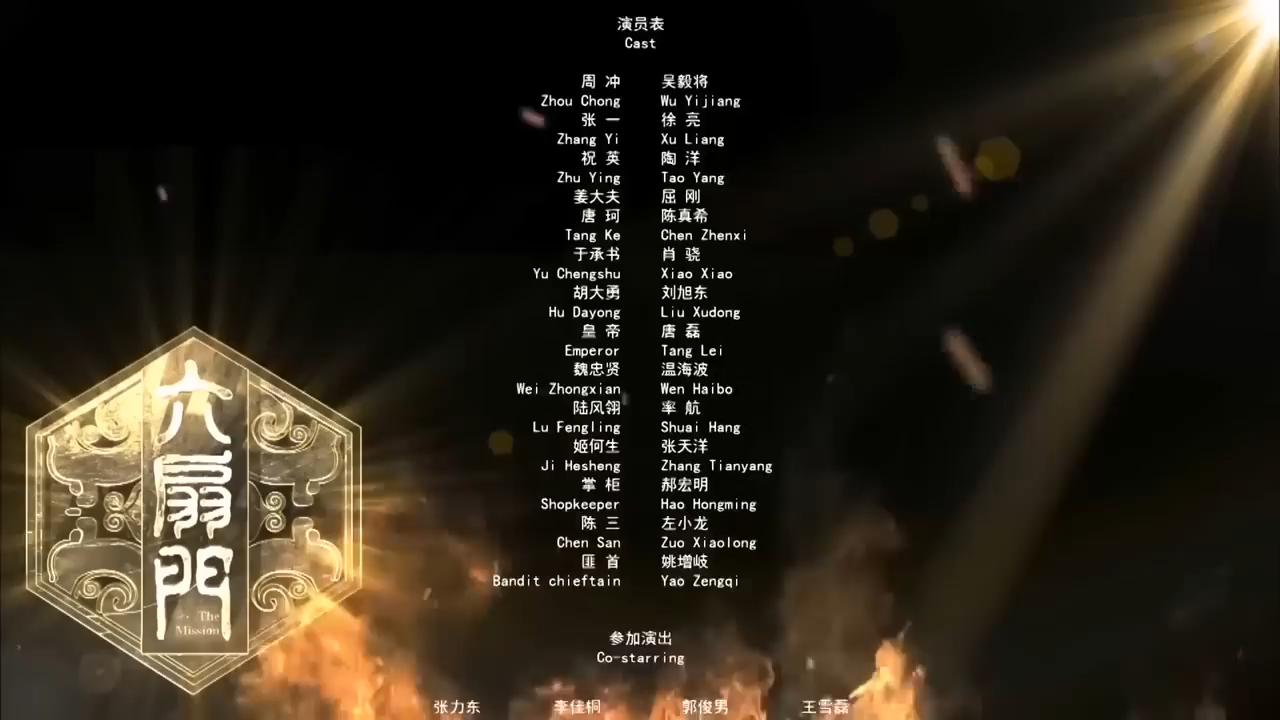 演员表
Cast
周 冲 吴毅将
Zhou Chong Wu Yijiang
张 一 徐 亮
Zhang Yi Xu Liang
祝 英 陶 洋
Zhu Ying Tao Yang
姜大夫 屈 刚
唐 珂 陈真希
Tang Ke Chen Zhenxi
于承书 肖 骁
Yu Chengshu Xiao Xiao
胡大勇 刘旭东
Hu Dayong Liu Xudong
皇 帝 唐 磊
Emperor Tang Lei
魏忠贤 温海波
Wei Zhongxian Wen Haibo
陆风翎 率 航
Lu Fengling Shuai Hang
姬何生 张天洋
Ji Hesheng Zhang Tianyang
掌 柜 郝宏明
Shopkeeper Hao Hongming
陈 三 左小龙
Chen San Zuo Xiaolong
匪 首 姚增岐
Bandit chieftain Yao Zengqi
参加演出
Co-starring
张力东 李佳桐 郭俊男 王雪磊
六扇門
The
Mission